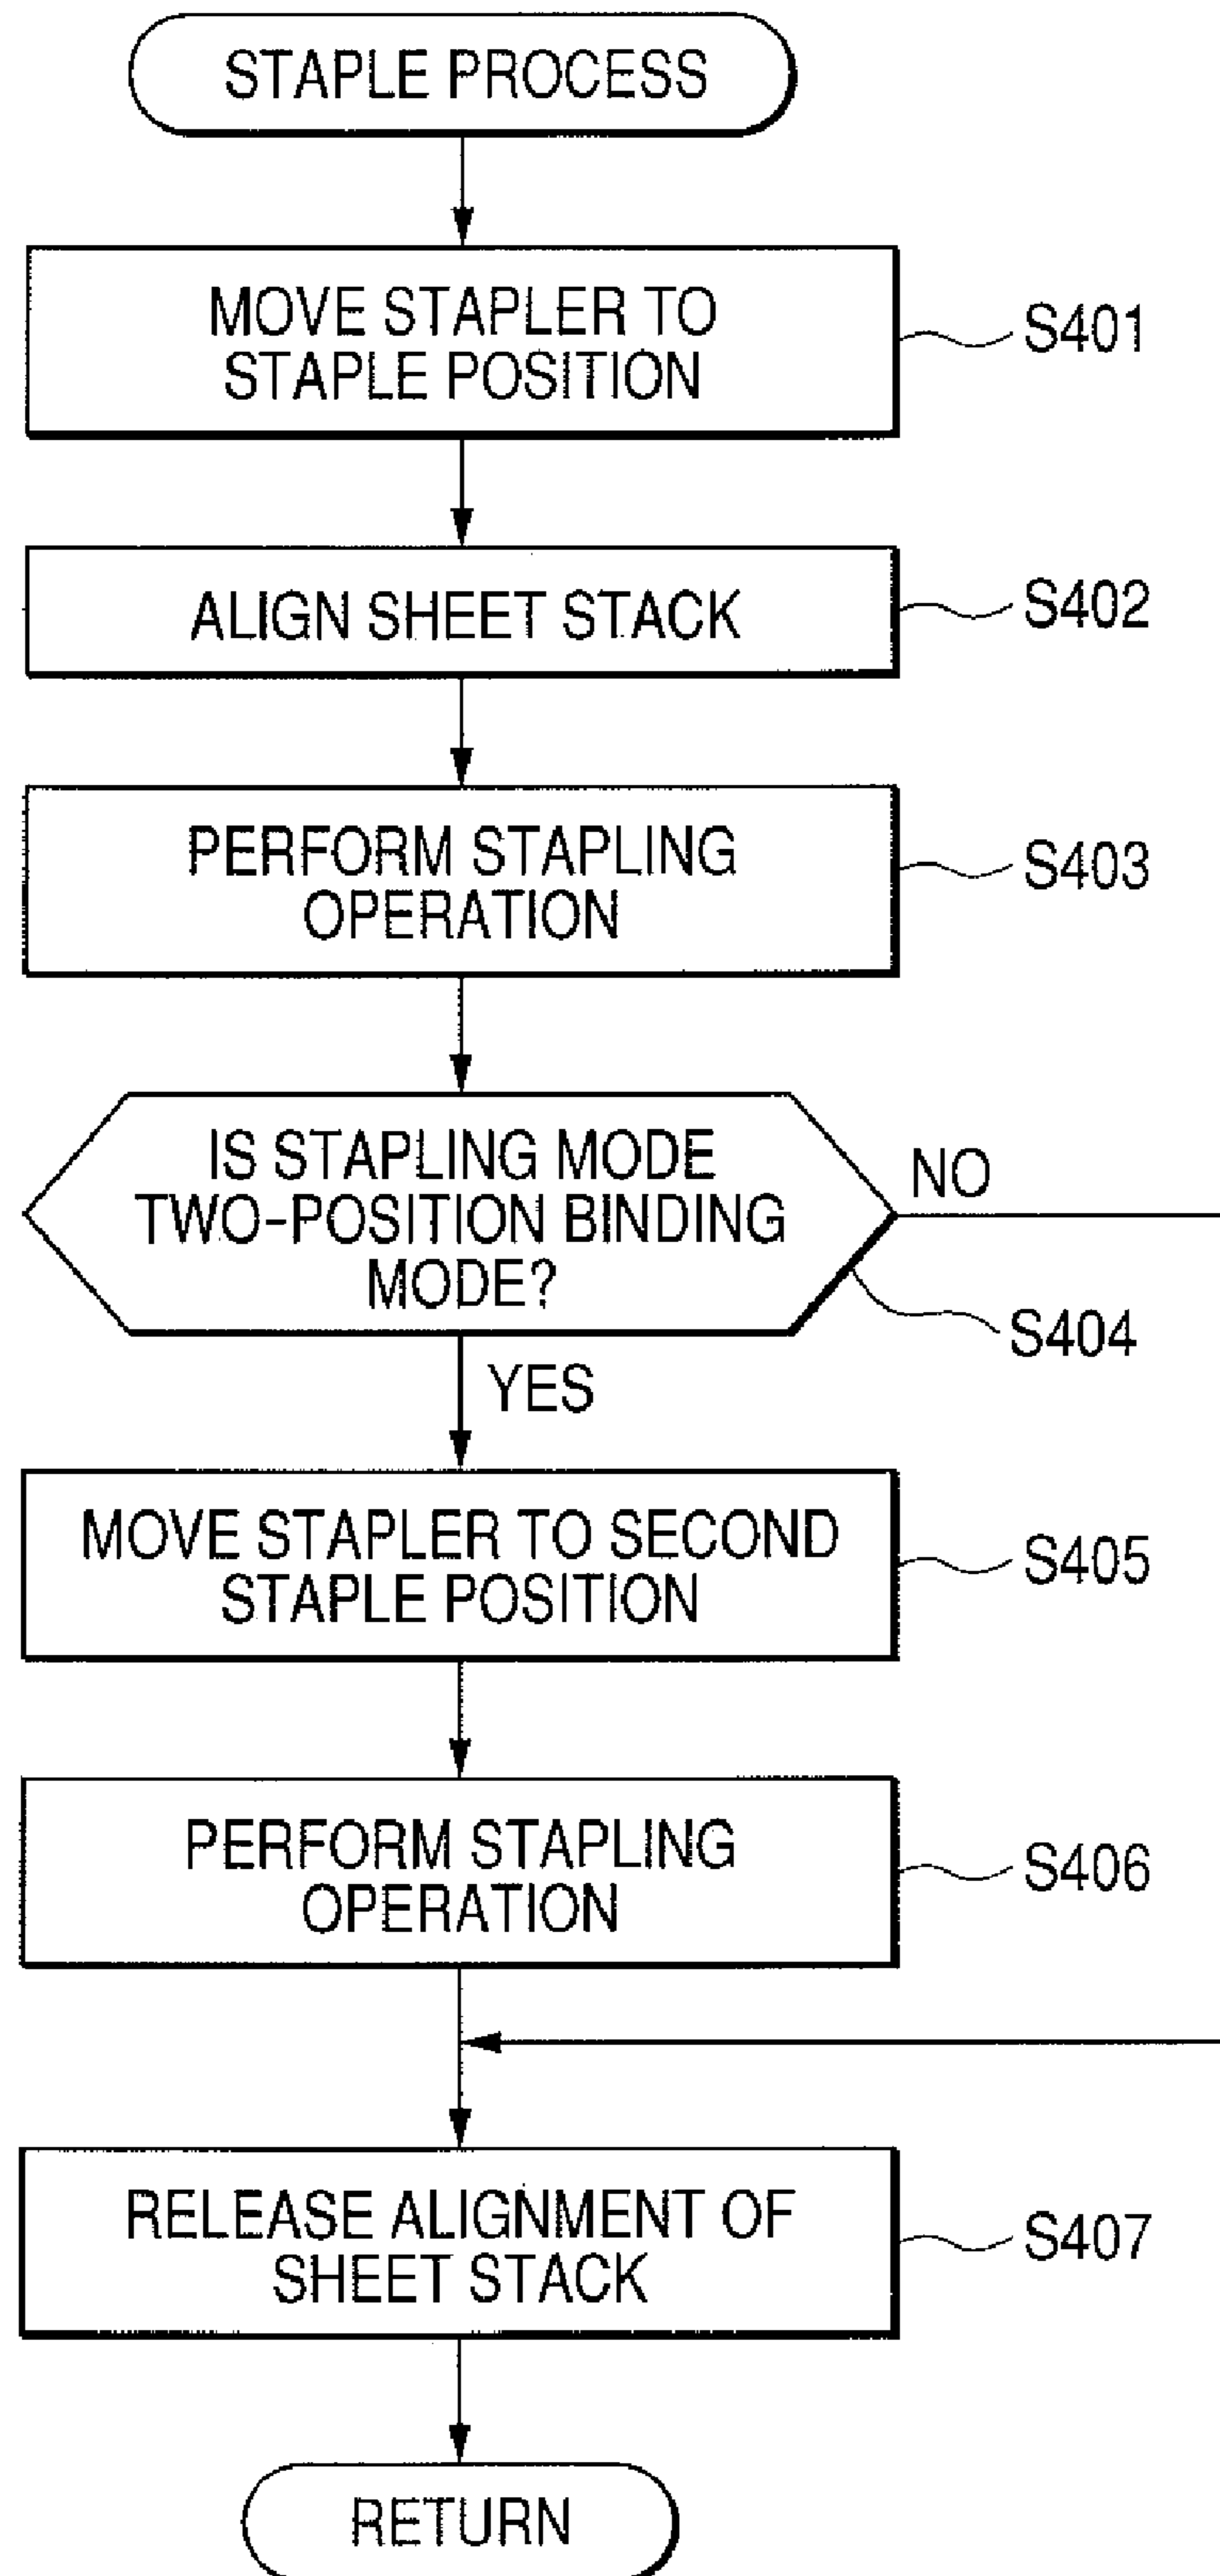 STAPLE PROCESS
MOVE STAPLER TO
STAPLE POSITION
S401
ALIGN SHEET STACK
S402
PERFORM STAPLING
OPERATION
S403
IS STAPLING MODE
TWO-POSITION BINDING
MODE?
NO
S404
YES
MOVE STAPLER TO SECOND
STAPLE POSITION
S405
PERFORM STAPLING
OPERATION
S406
RELEASE ALIGNMENT OF
SHEET STACK
S407
RETURN